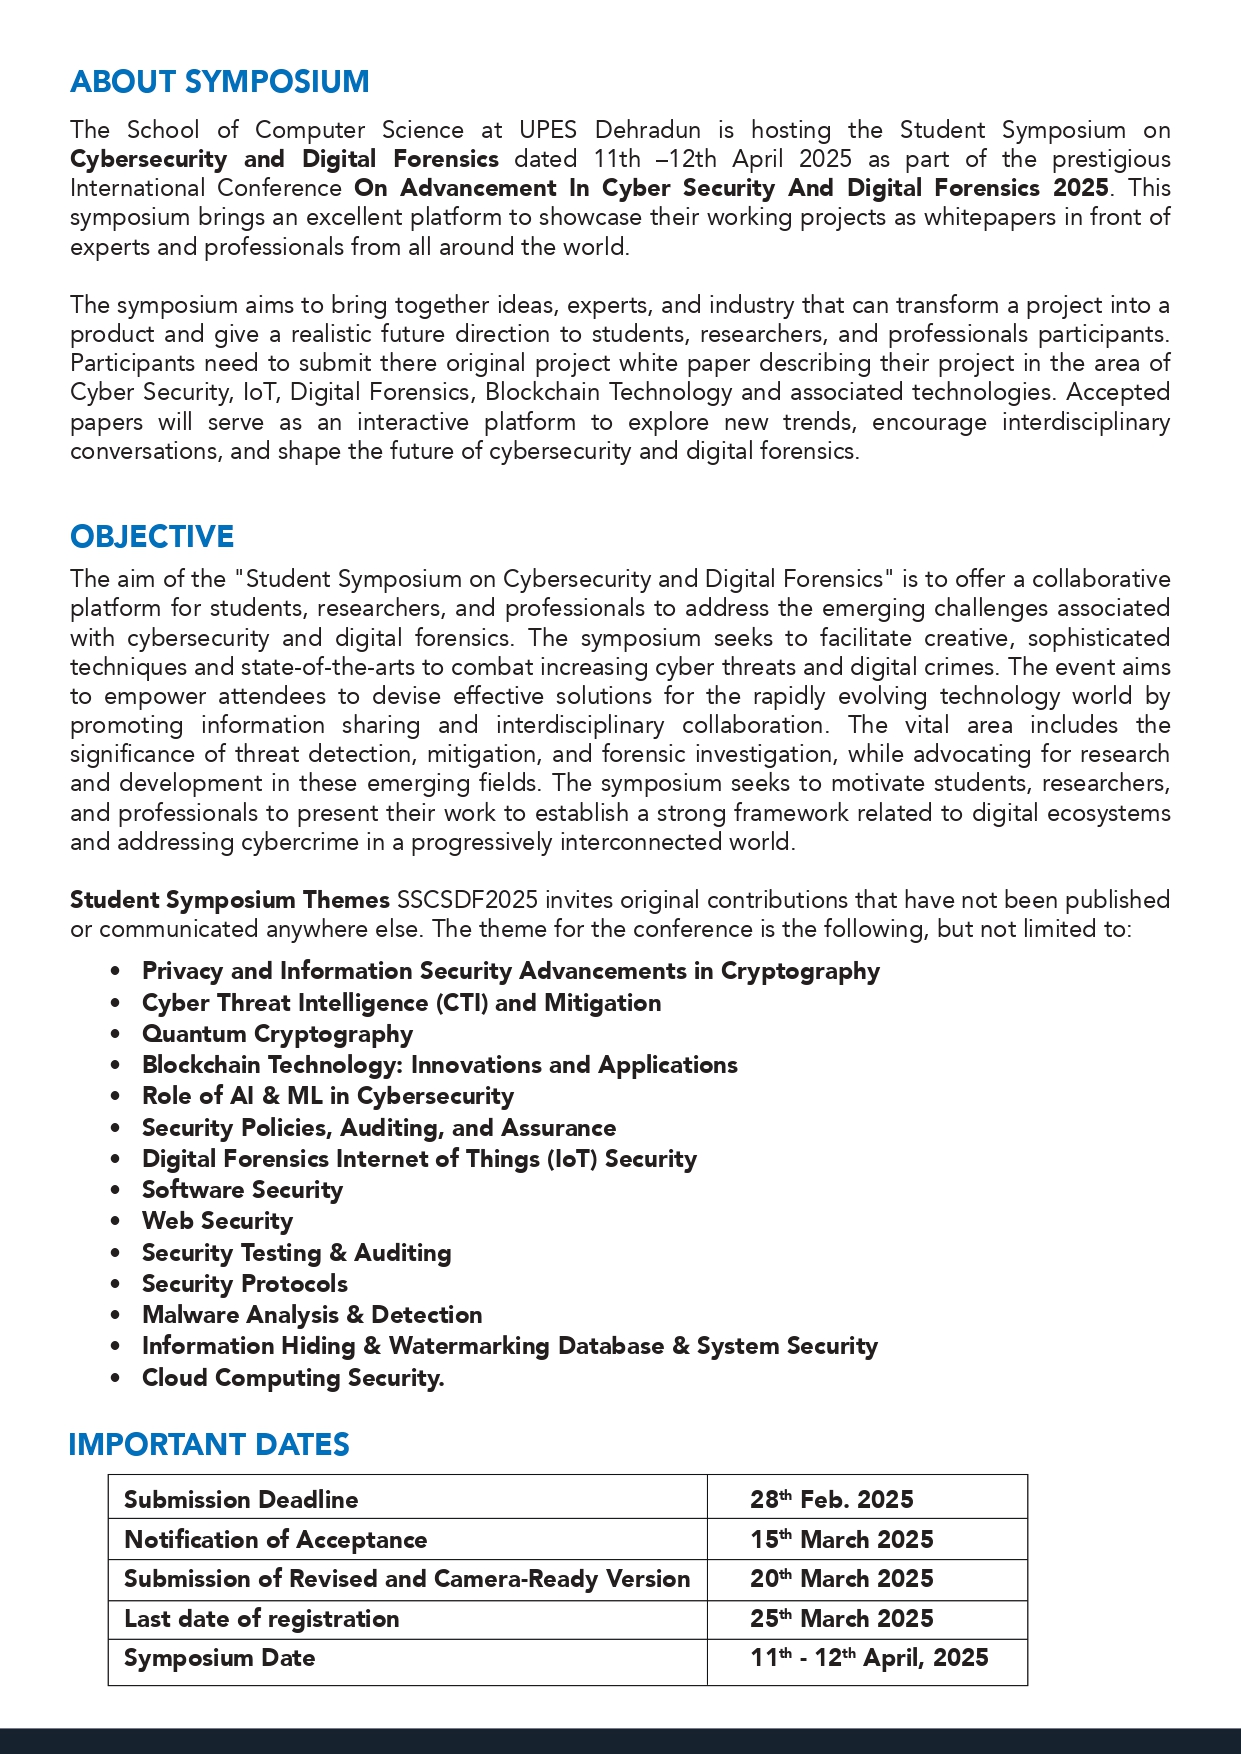 ABOUT SYMPOSIUM
The School of Computer Science at UPES Dehradun is hosting the Student Symposium on
Cybersecurity and Digital Forensics dated 11th –12th April 2025 as part of the prestigious
International Conference On Advancement In Cyber Security And Digital Forensics 2025. This
symposium brings an excellent platform to showcase their working projects as whitepapers in front of
experts and professionals from all around the world.
The symposium aims to bring together ideas, experts, and industry that can transform a project into a
product and give a realistic future direction to students, researchers, and professionals participants.
Participants need to submit there original project white paper describing their project in the area of
Cyber Security, IoT, Digital Forensics, Blockchain Technology and associated technologies. Accepted
papers will serve as an interactive platform to explore new trends, encourage interdisciplinary
conversations, and shape the future of cybersecurity and digital forensics.
OBJECTIVE
The aim of the "Student Symposium on Cybersecurity and Digital Forensics" is to offer a collaborative
platform for students, researchers, and professionals to address the emerging challenges associated
with cybersecurity and digital forensics. The symposium seeks to facilitate creative, sophisticated
techniques and state-of-the-arts to combat increasing cyber threats and digital crimes. The event aims
to empower attendees to devise effective solutions for the rapidly evolving technology world by
promoting information sharing and interdisciplinary collaboration. The vital area includes the
significance of threat detection, mitigation, and forensic investigation, while advocating for research
and development in these emerging fields. The symposium seeks to motivate students, researchers,
and professionals to present their work to establish a strong framework related to digital ecosystems
and addressing cybercrime in a progressively interconnected world.
Student Symposium Themes SSCSDF2025 invites original contributions that have not been published
or communicated anywhere else. The theme for the conference is the following, but not limited to:
• Privacy and Information Security Advancements in Cryptography
• Cyber Threat Intelligence (CTI) and Mitigation
• Quantum Cryptography
• Blockchain Technology: Innovations and Applications
• Role of AI & ML in Cybersecurity
• Security Policies, Auditing, and Assurance
• Digital Forensics Internet of Things (IoT) Security
• Software Security
• Web Security
• Security Testing & Auditing
• Security Protocols
• Malware Analysis & Detection
• Information Hiding & Watermarking Database & System Security
• Cloud Computing Security.
IMPORTANT DATES
Submission Deadline 28th Feb. 2025
Notification of Acceptance 15th March 2025
Submission of Revised and Camera-Ready Version 20th March 2025
Last date of registration 25th March 2025
Symposium Date 11th - 12th April, 2025